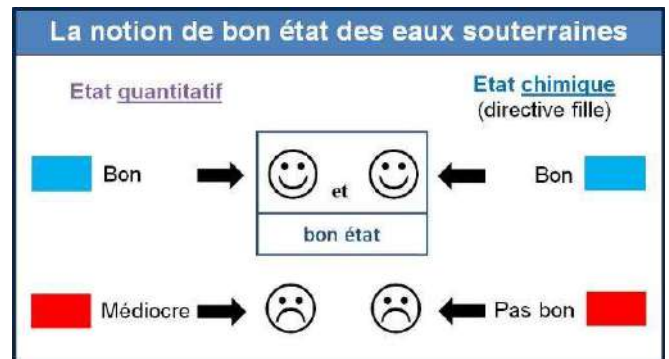 La notion de bon état des eaux souterraines
Etat quantitatif
Etat chimique
(directive fille)
Bon
et
Bon
bon état
Médiocre
Pas bon